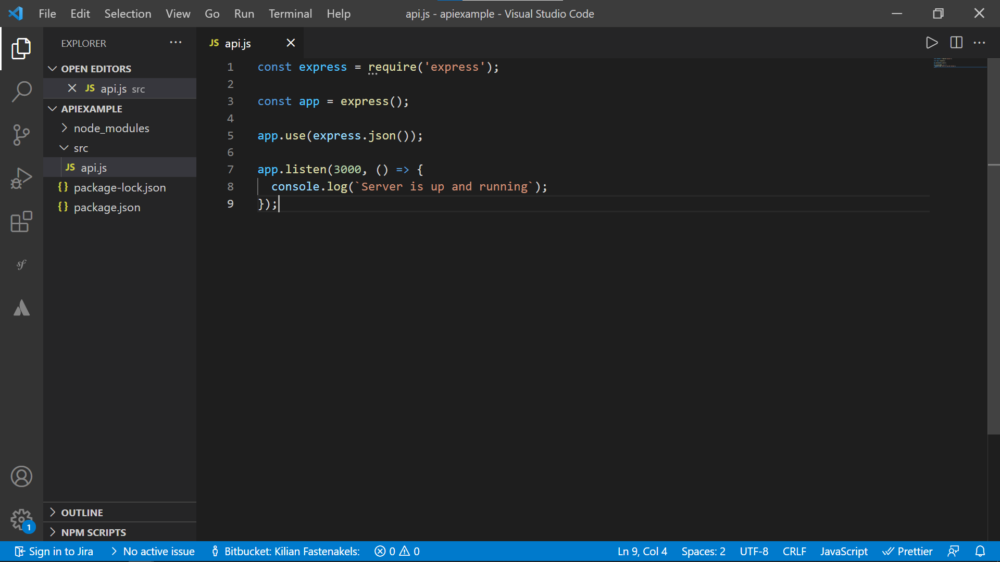 File Edit Selection View Go Run Terminal Help
api.js - apiexample - Visual Studio Code
EXPLORER
OPEN EDITORS
JS api.js src
APIEXAMPLE
node_modules
src
JS api.js
{} package-lock.json
{} package.json
OUTLINE
NPM SCRIPTS
JS api.js
1 const express = require('express');
2
3 const app = express();
4
5 app.use(express.json());
6
7 app.listen(3000, () => {
8 console.log(`Server is up and running`);
9 });
sf
1
Sign in to Jira No active issue Bitbucket: Kilian Fastenakels: 0 0 Ln 9, Col 4 Spaces: 2 UTF-8 CRLF JavaScript Prettier